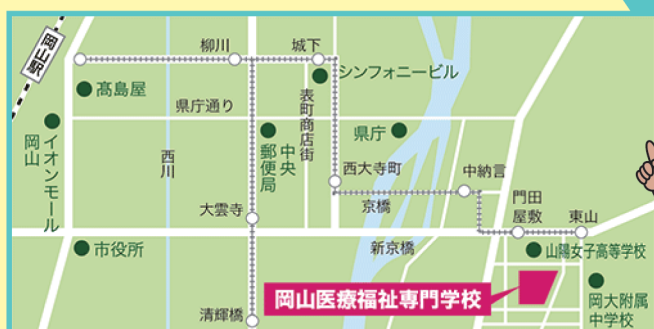 岡山駅
柳川
城下
シンフォニービル
髙島屋
県庁通り
表町商店街
県庁
イオンモール
岡山
西川
中央
郵便局
西大寺町
中納言
大雲寺
京橋
門田
屋敷
東山
市役所
新京橋
山陽女子高等学校
岡山医療福祉専門学校
岡大附属
中学校
清輝橋